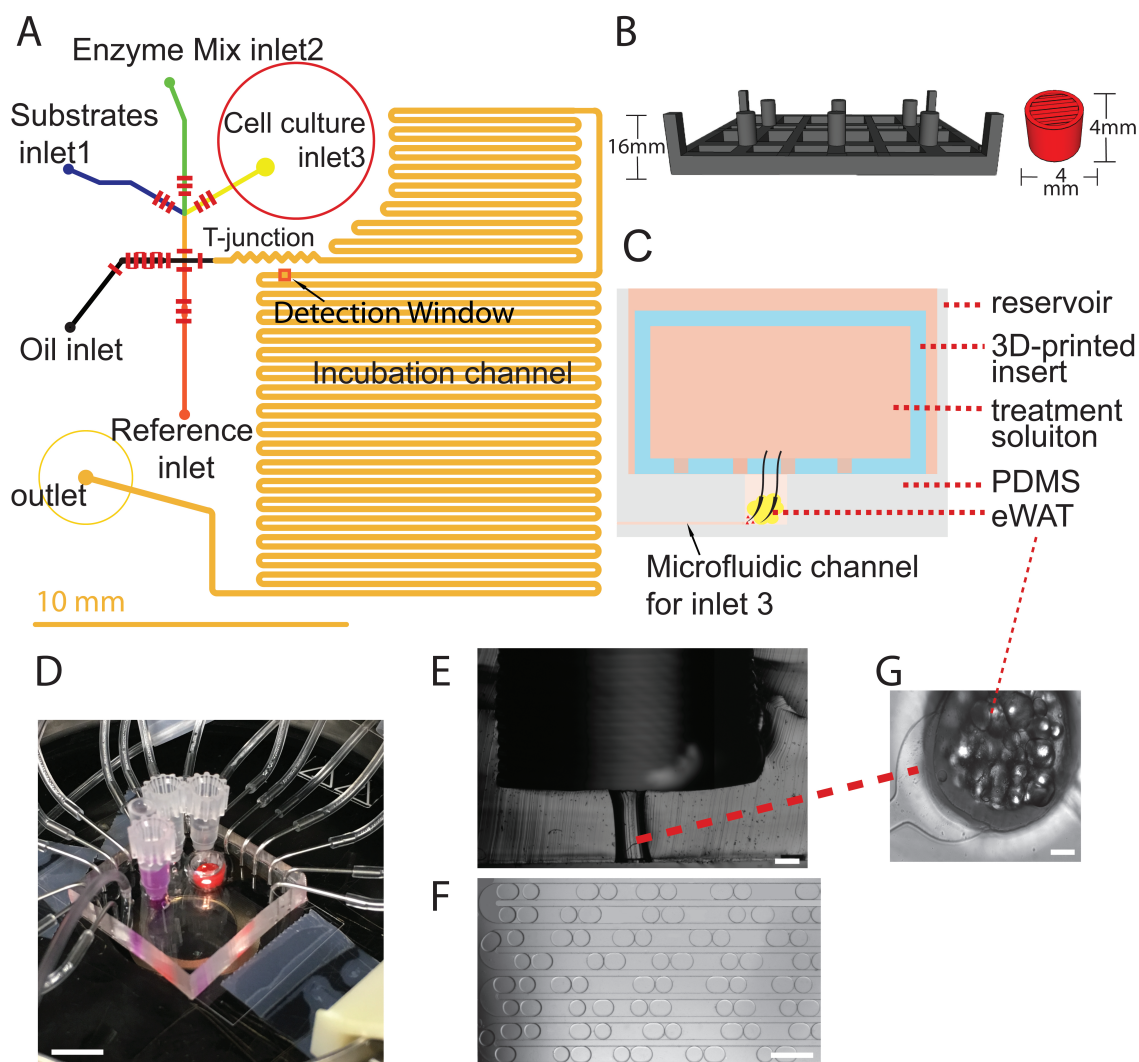 A
Enzyme Mix inlet2
Substrates
inlet1
Cell culture
inlet3
T-junction
Detection Window
Oil inlet
Incubation channel
Reference
inlet
outlet
10 mm
B
16mm
4mm
4
mm
C
reservoir
3D-printed
insert
treatment
soluiton
PDMS
eWAT
Microfluidic channel
for inlet 3
D
E
F
G